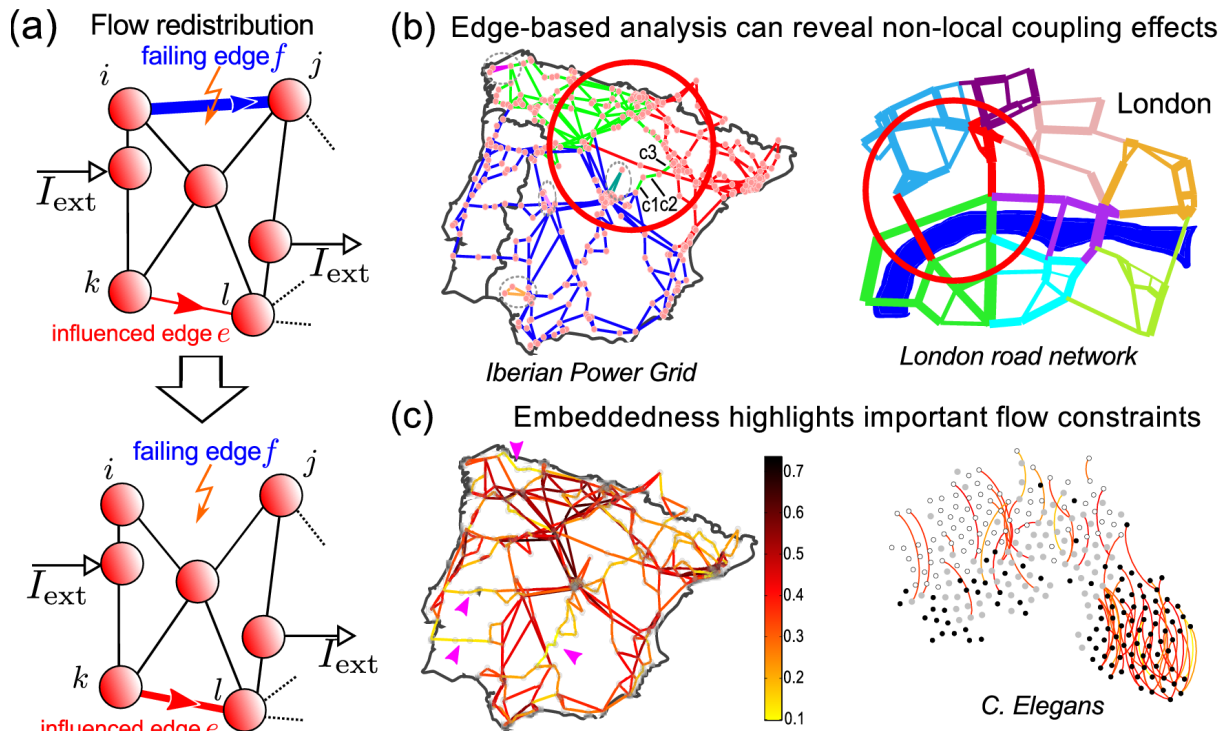 (a)
Flow redistribution
failing edge f
i
j
I_ext
I_ext
k
l
influenced edge e
failing edge f
i
j
I_ext
I_ext
k
l
influenced edge e
(b) Edge-based analysis can reveal non-local coupling effects
c3
c1c2
Iberian Power Grid
London
London road network
(c) Embeddedness highlights important flow constraints
0.7
0.6
0.5
0.4
0.3
0.2
0.1
C. Elegans